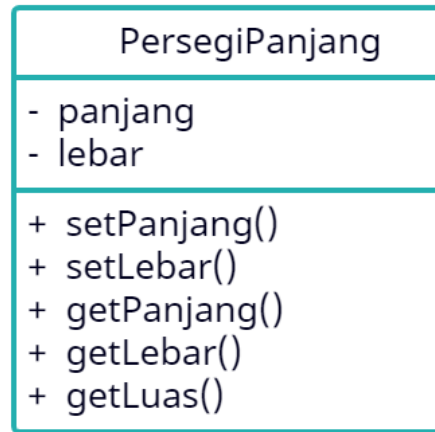 PersegiPanjang
- panjang
- lebar
+ setPanjang()
+ setLebar()
+ getPanjang()
+ getLebar()
+ getLuas()